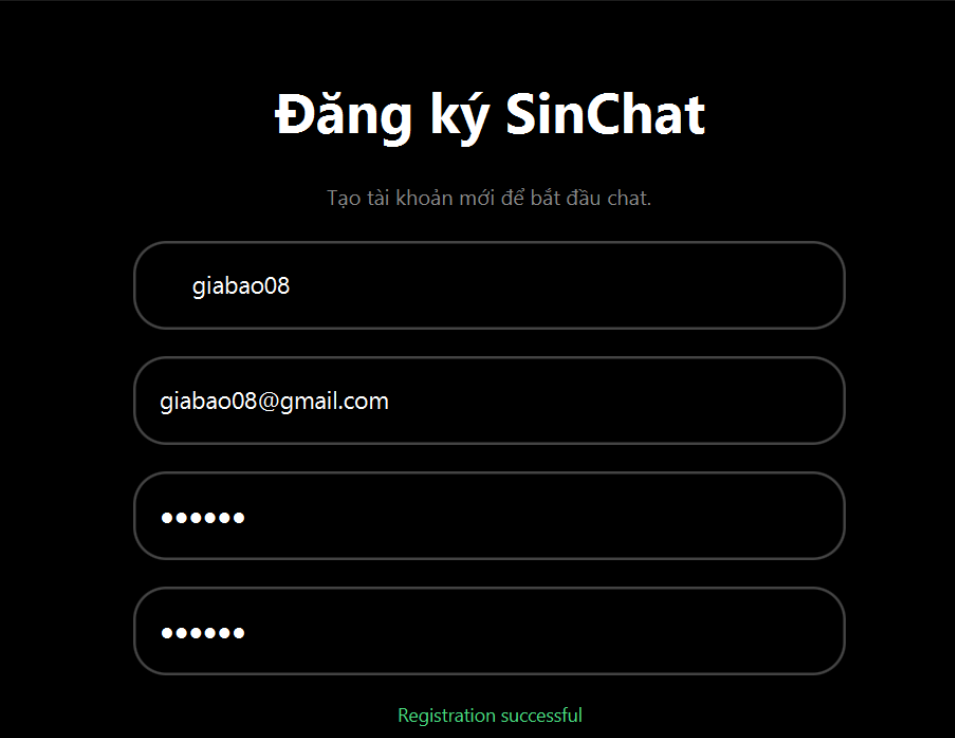 Đăng ký SinChat
Tạo tài khoản mới để bắt đầu chat.
giabao08
giabao08@gmail.com
••••••
••••••
Registration successful